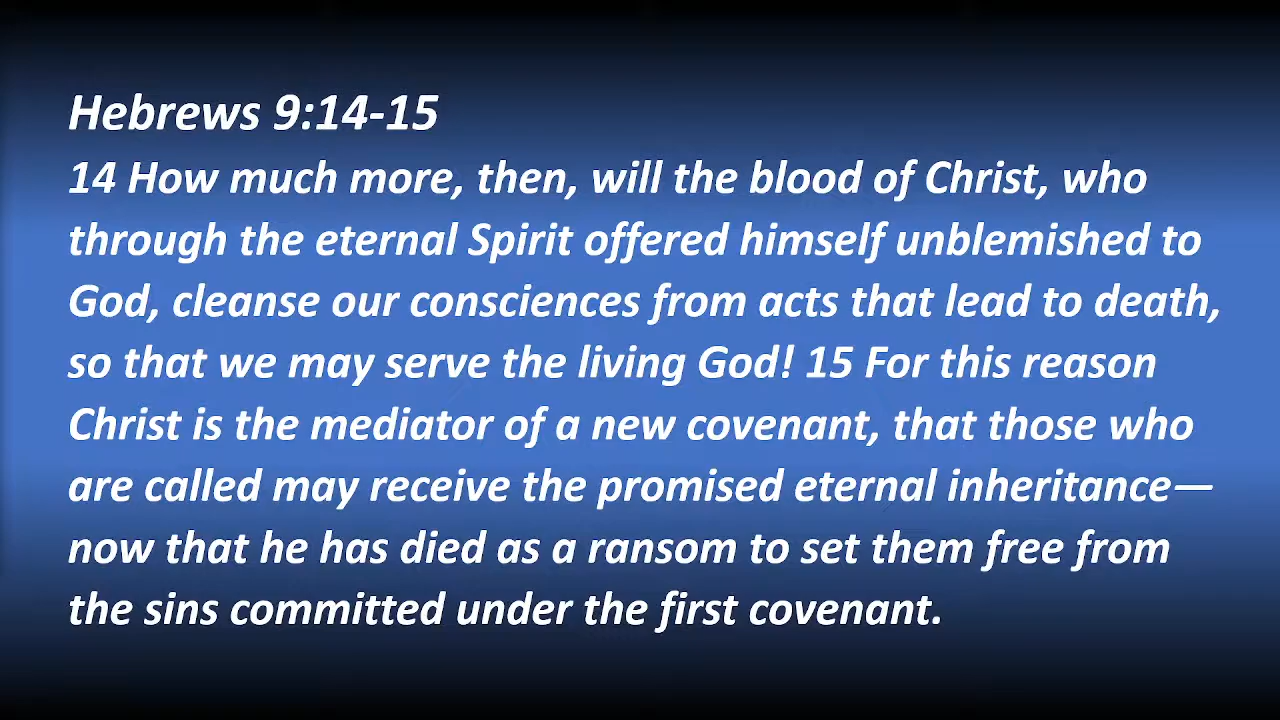 Hebrews 9:14-15
14 How much more, then, will the blood of Christ, who
through the eternal Spirit offered himself unblemished to
God, cleanse our consciences from acts that lead to death,
so that we may serve the living God! 15 For this reason
Christ is the mediator of a new covenant, that those who
are called may receive the promised eternal inheritance—
now that he has died as a ransom to set them free from
the sins committed under the first covenant.